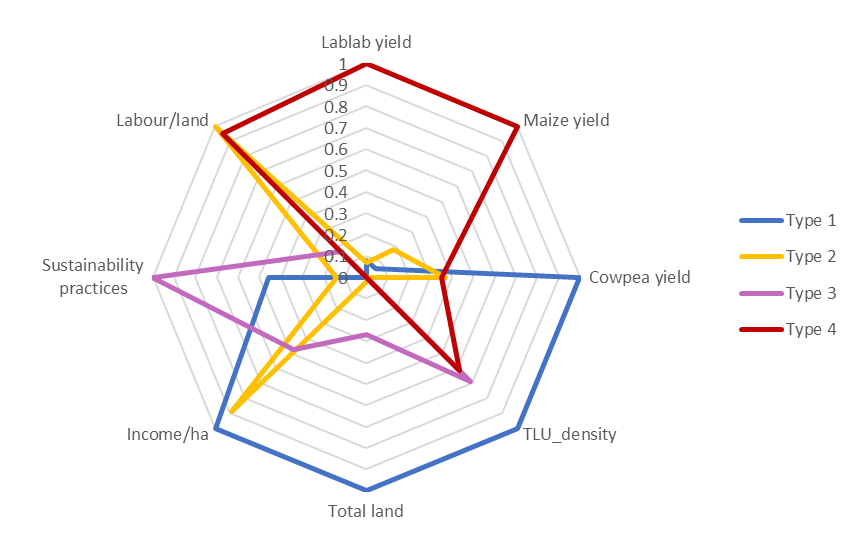 Lablab yield
1
0.9
0.8
0.7
0.6
0.5
0.4
0.3
0.2
0.1
0
Labour/land
Maize yield
Sustainability
practices
Cowpea yield
Income/ha
TLU_density
Total land
Type 1
Type 2
Type 3
Type 4